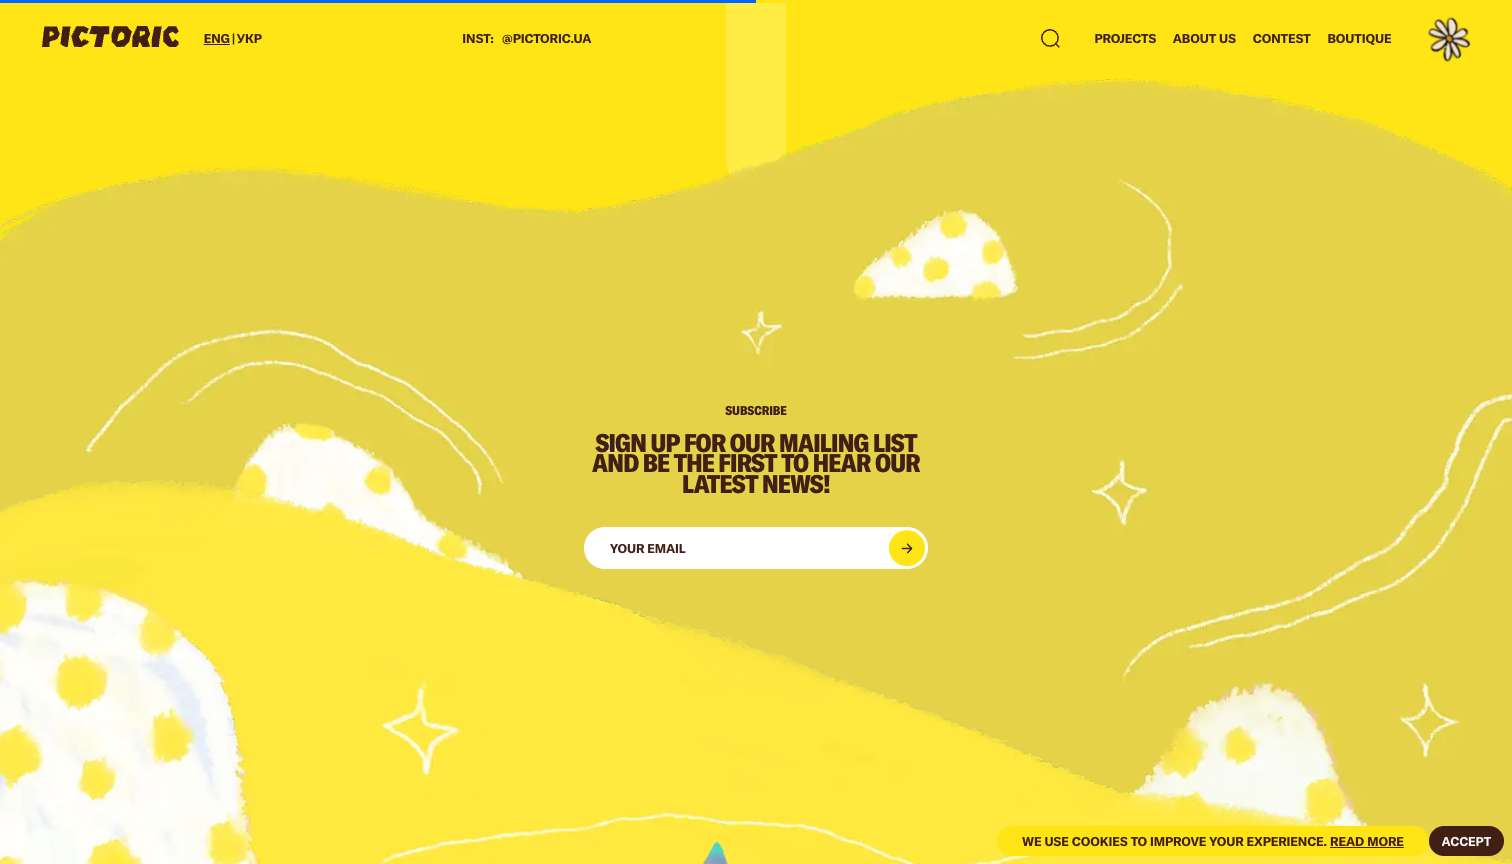 PICTORIC
ENG | УКР
INST: @PICTORIC.UA
PROJECTS
ABOUT US
CONTEST
BOUTIQUE
SUBSCRIBE
SIGN UP FOR OUR MAILING LIST
AND BE THE FIRST TO HEAR OUR
LATEST NEWS!
YOUR EMAIL
WE USE COOKIES TO IMPROVE YOUR EXPERIENCE. READ MORE
ACCEPT